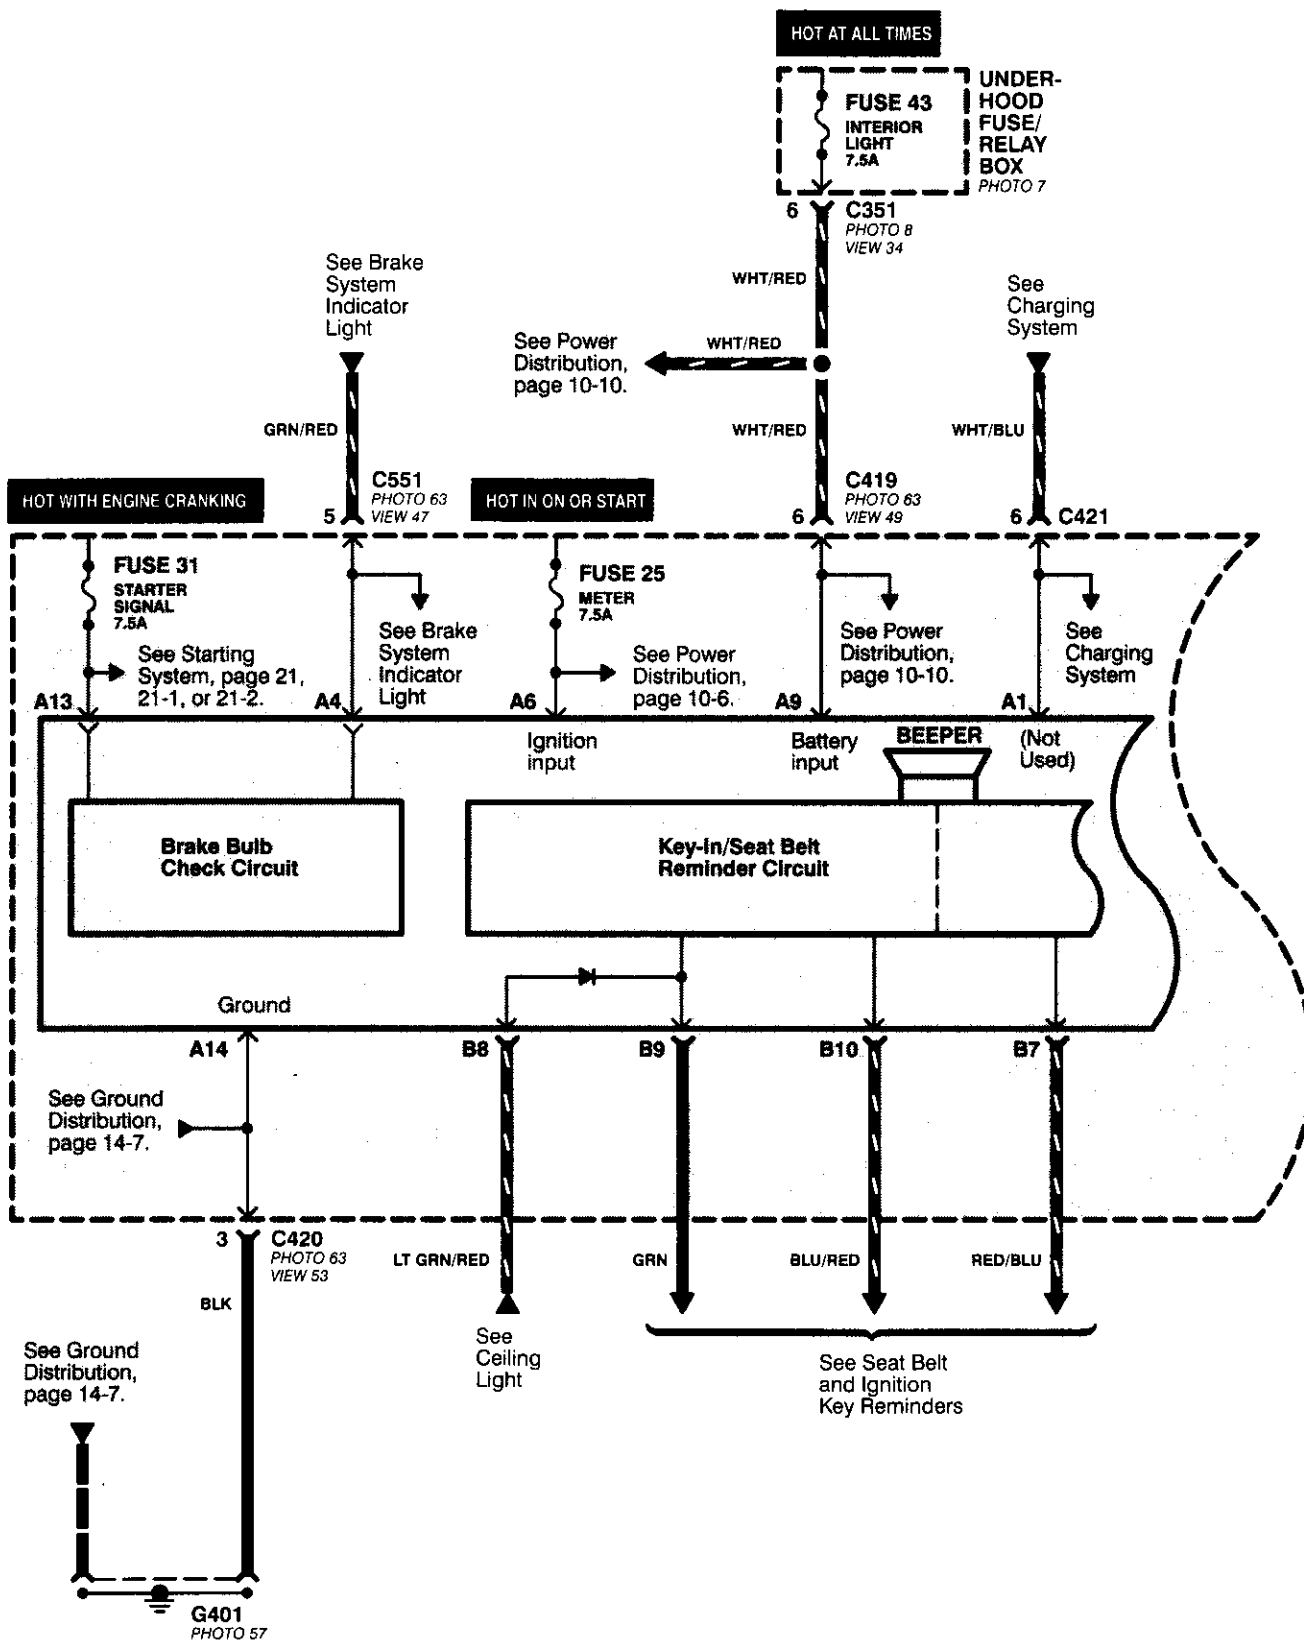 HOT AT ALL TIMES
FUSE 43
INTERIOR
LIGHT
7.5A
UNDER-
HOOD
FUSE/
RELAY
BOX
PHOTO 7
6
C351
PHOTO 8
VIEW 34
WHT/RED
See Brake
System
Indicator
Light
See Power
Distribution,
page 10-10.
WHT/RED
See
Charging
System
GRN/RED
WHT/RED
WHT/BLU
HOT WITH ENGINE CRANKING
5
C551
PHOTO 63
VIEW 47
HOT IN ON OR START
6
C419
PHOTO 63
VIEW 49
6
C421
FUSE 31
STARTER
SIGNAL
7.5A
See Starting
System, page 21,
21-1, or 21-2.
See Brake
System
Indicator
Light
FUSE 25
METER
7.5A
See Power
Distribution,
page 10-6.
See Power
Distribution,
page 10-10.
See
Charging
System
A13
A4
A6
A9
A1
Ignition
input
Battery
input
BEEPER
(Not
Used)
Brake Bulb
Check Circuit
Key-In/Seat Belt
Reminder Circuit
Ground
A14
B8
B9
B10
B7
See Ground
Distribution,
page 14-7.
3
C420
PHOTO 63
VIEW 53
LT GRN/RED
GRN
BLU/RED
RED/BLU
BLK
See
Ceiling
Light
See Seat Belt
and Ignition
Key Reminders
See Ground
Distribution,
page 14-7.
G401
PHOTO 57